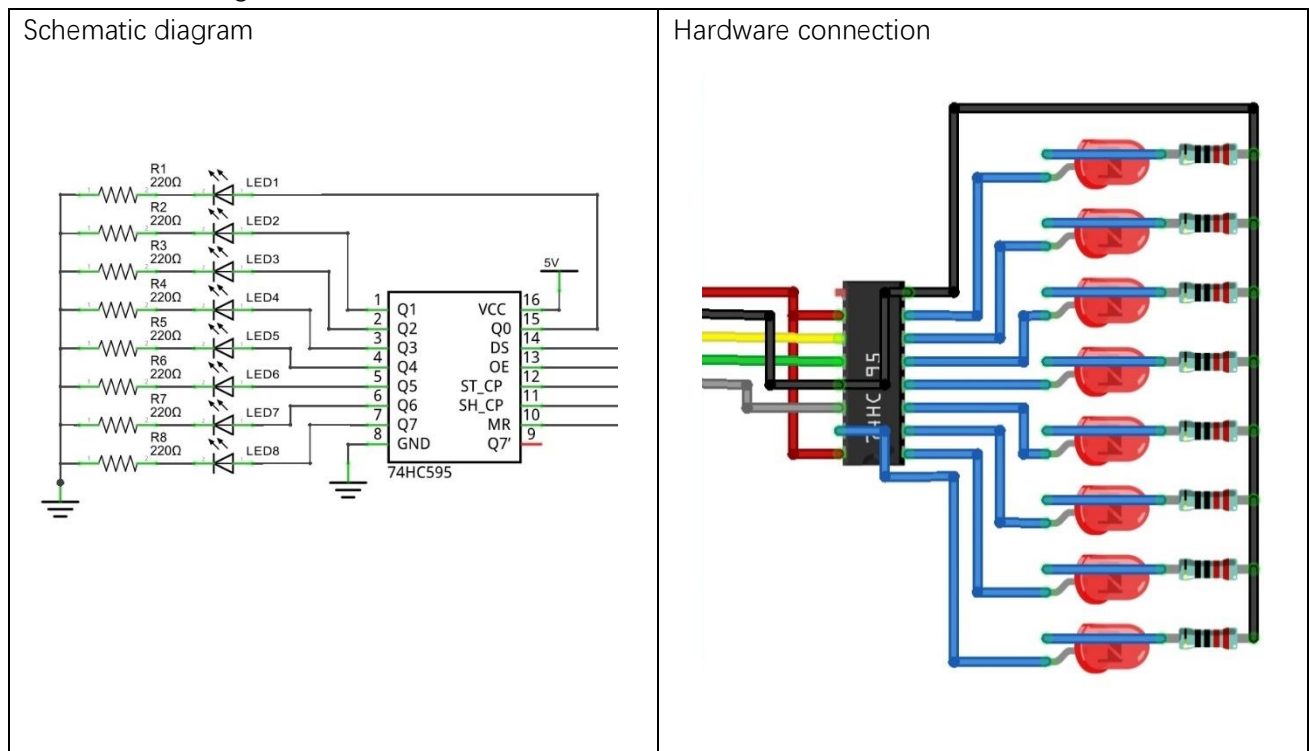 Schematic diagram
R1
220Ω
LED1
R2
220Ω
LED2
R3
220Ω
LED3
R4
220Ω
LED4
R5
220Ω
LED5
R6
220Ω
LED6
R7
220Ω
LED7
R8
220Ω
LED8
5V
1 Q1 VCC 16
2 Q2 Q0 15
3 Q3 DS 14
4 Q4 OE 13
5 Q5 ST_CP 12
6 Q6 SH_CP 11
7 Q7 MR 10
8 GND Q7' 9
74HC595
Hardware connection